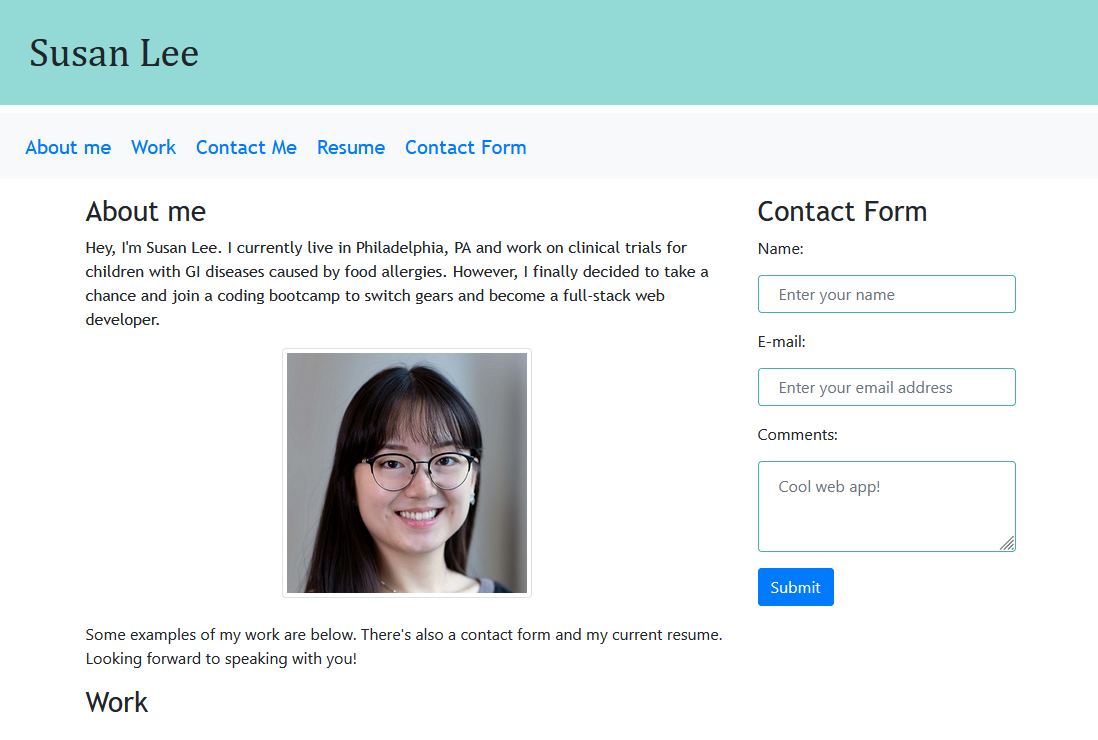 Susan Lee
About me Work Contact Me Resume Contact Form
About me
Hey, I'm Susan Lee. I currently live in Philadelphia, PA and work on clinical trials for
children with GI diseases caused by food allergies. However, I finally decided to take a
chance and join a coding bootcamp to switch gears and become a full-stack web
developer.
Some examples of my work are below. There's also a contact form and my current resume.
Looking forward to speaking with you!
Work
Contact Form
Name:
Enter your name
E-mail:
Enter your email address
Comments:
Cool web app!
Submit